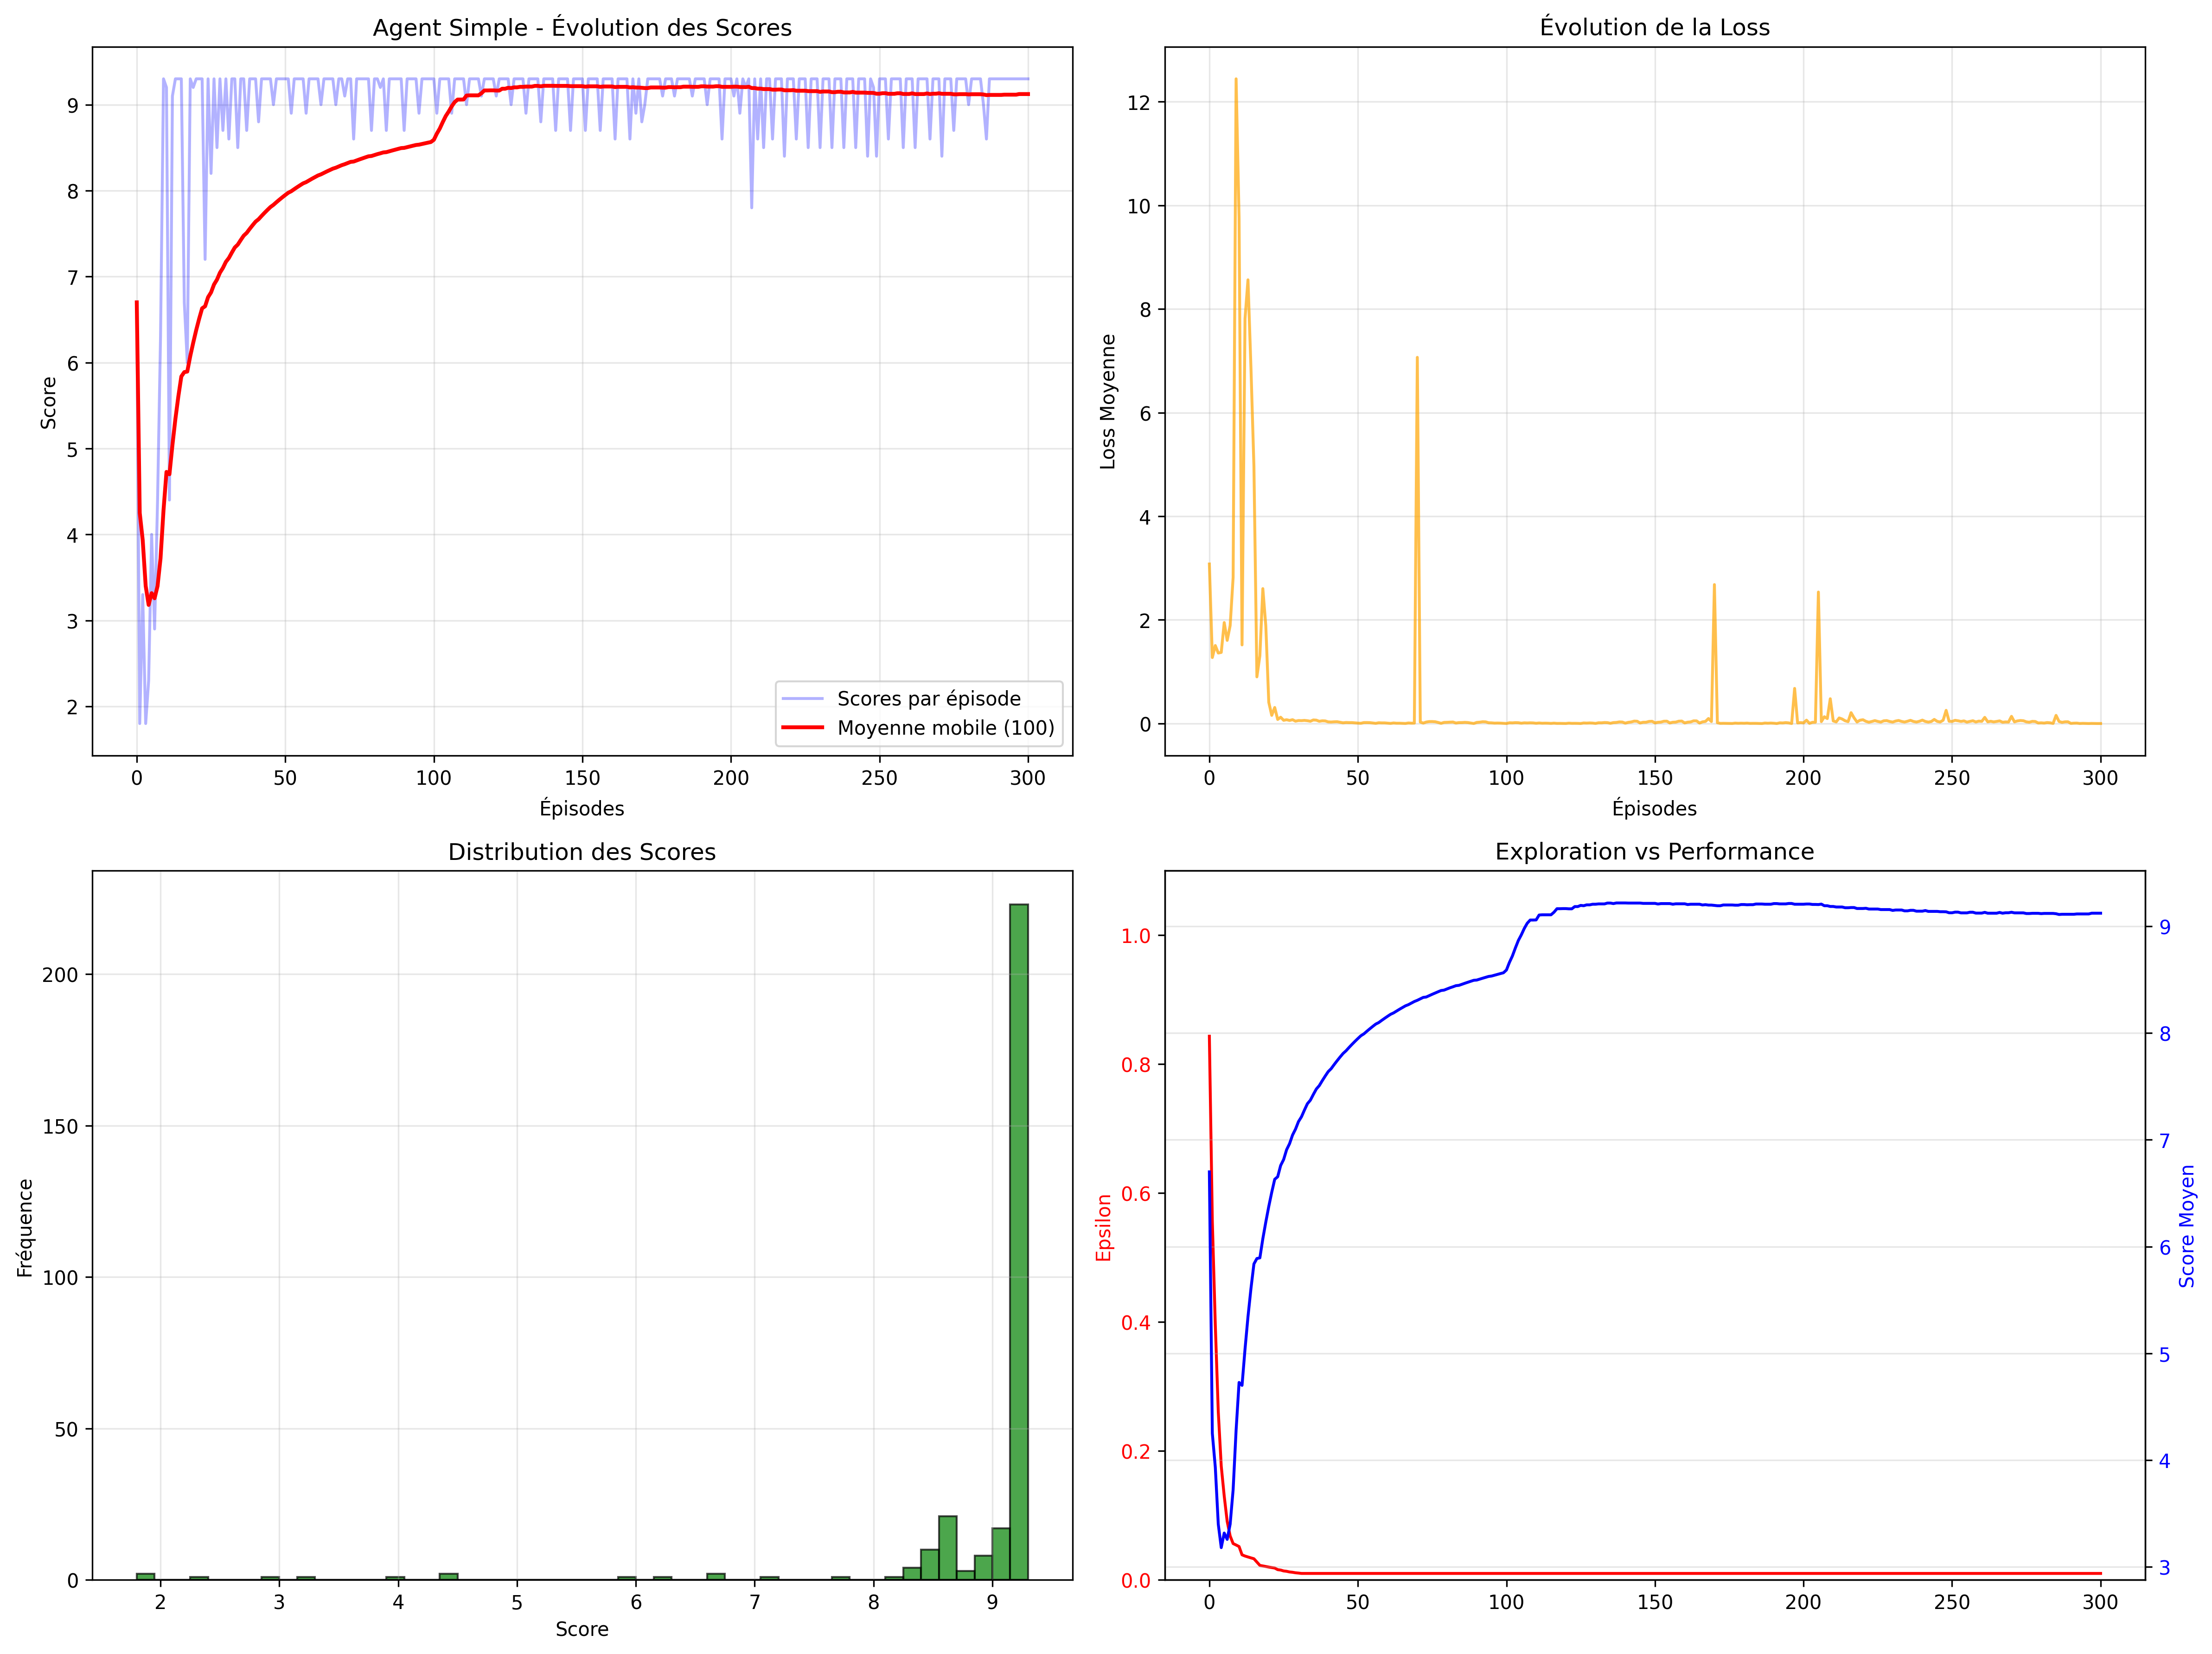 Agent Simple - Évolution des Scores
9
8
7
6
5
4
3
2
Score
0 50 100 150 200 250 300
Épisodes
Scores par épisode
Moyenne mobile (100)
Évolution de la Loss
12
10
8
6
4
2
0
Loss Moyenne
0 50 100 150 200 250 300
Épisodes
Distribution des Scores
200
150
100
50
0
Fréquence
2 3 4 5 6 7 8 9
Score
Exploration vs Performance
1.0
0.8
0.6
0.4
0.2
0.0
Epsilon
9
8
7
6
5
4
3
Score Moyen
0 50 100 150 200 250 300